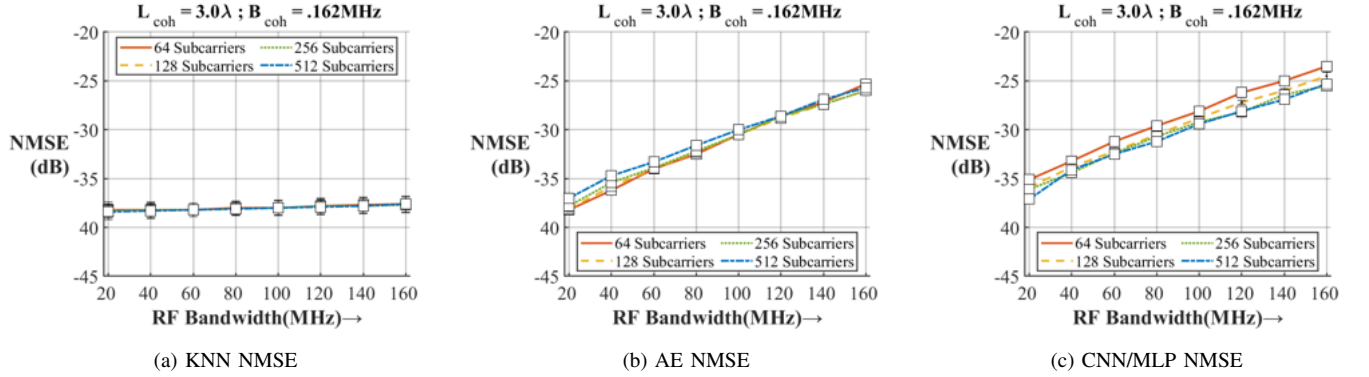 L coh = 3.0λ ; B coh = .162MHz
-20
-25
-30
-35
40
-45
NMSE
(dB)
64 Subcarriers
256 Subcarriers
128 Subcarriers
512 Subcarriers
20 40 60 80 100 120 140 160
RF Bandwidth(MHz)→
(a) KNN NMSE
L coh = 3.0λ ; B coh = .162MHz
-20
-25
-30
-35
40
-45
NMSE
(dB)
64 Subcarriers
256 Subcarriers
128 Subcarriers
512 Subcarriers
20 40 60 80 100 120 140 160
RF Bandwidth(MHz)→
(b) AE NMSE
L coh = 3.0λ ; B coh = .162MHz
-20
-25
-30
-35
40
-45
NMSE
(dB)
64 Subcarriers
256 Subcarriers
128 Subcarriers
512 Subcarriers
20 40 60 80 100 120 140 160
RF Bandwidth(MHz)→
(c) CNN/MLP NMSE